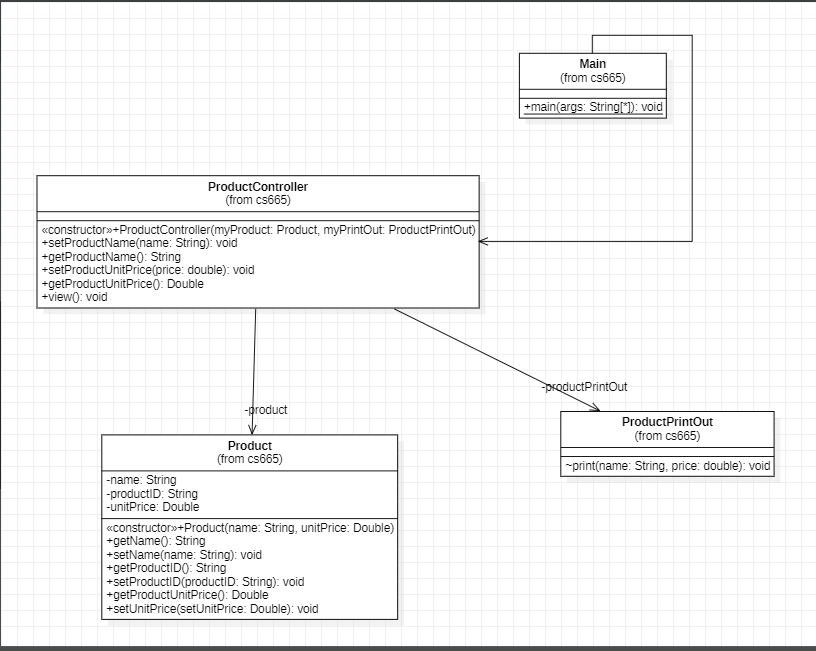 Main
(from cs665)
+main(args: String[*]): void
ProductController
(from cs665)
«constructor»+ProductController(myProduct: Product, myPrintOut: ProductPrintOut)
+setProductName(name: String): void
+getProductName(): String
+setProductUnitPrice(price: double): void
+getProductUnitPrice(): Double
+view(): void
-productPrintOut
-product
ProductPrintOut
(from cs665)
~print(name: String, price: double): void
Product
(from cs665)
-name: String
-productID: String
-unitPrice: Double
«constructor»+Product(name: String, unitPrice: Double)
+getName(): String
+setName(name: String): void
+getProductID(): String
+setProductID(productID: String): void
+getProductUnitPrice(): Double
+setUnitPrice(setUnitPrice: Double): void